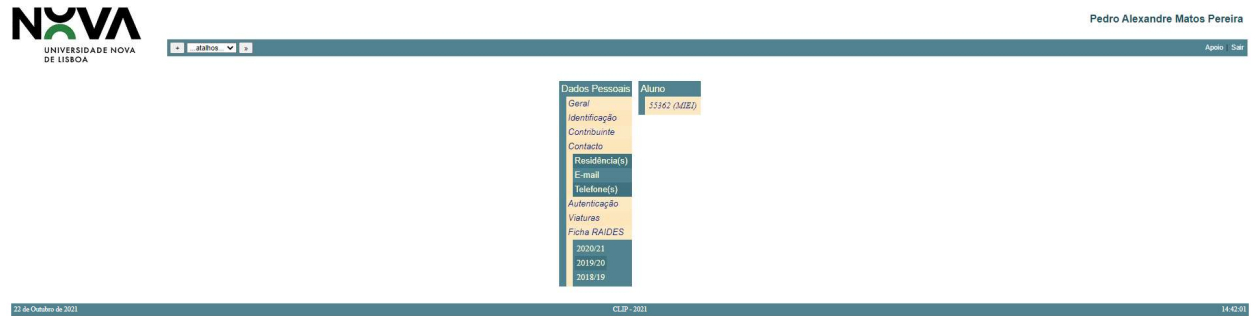 NOVA
UNIVERSIDADE NOVA
DE LISBOA
Pedro Alexandre Matos Pereira
+ ...atalhos... »
Apoio | Sair
Dados Pessoais
Geral
Identificação
Contribuinte
Contacto
Residência(s)
E-mail
Telefone(s)
Autenticação
Viaturas
Ficha RAIDES
2020/21
2019/20
2018/19
Aluno
55362 (MIEI)
22 de Outubro de 2021
CLIP - 2021
14:42:01